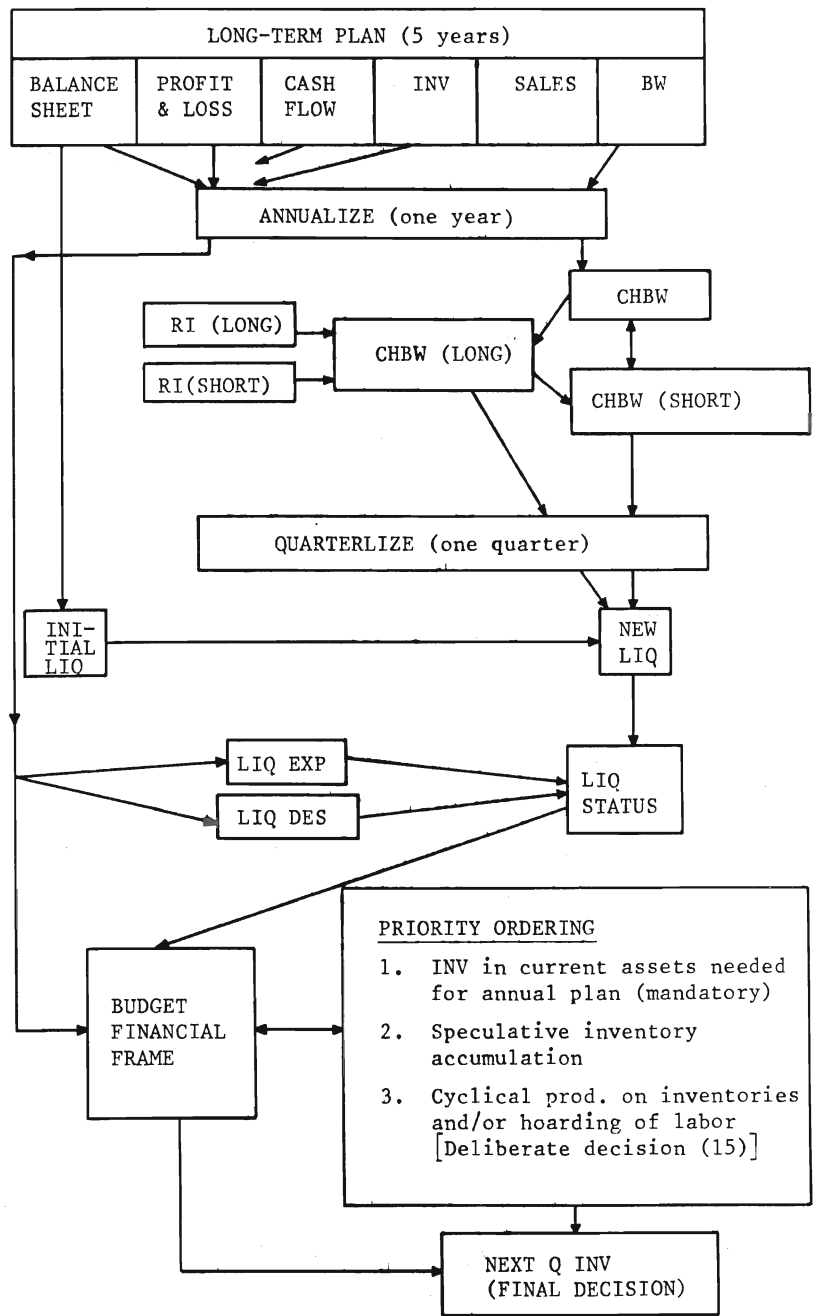 LONG-TERM PLAN (5 years)
BALANCE
SHEET
PROFIT
& LOSS
CASH
FLOW
INV
SALES
BW
ANNUALIZE (one year)
CHBW
RI (LONG)
CHBW (LONG)
RI(SHORT)
CHBW (SHORT)
QUARTERLIZE (one quarter)
INI-
TIAL
LIQ
NEW
LIQ
LIQ EXP
LIQ DES
LIQ
STATUS
BUDGET
FINANCIAL
FRAME
PRIORITY ORDERING
1. INV in current assets needed
for annual plan (mandatory)
2. Speculative inventory
accumulation
3. Cyclical prod. on inventories
and/or hoarding of labor
[Deliberate decision (15)]
NEXT Q INV
(FINAL DECISION)